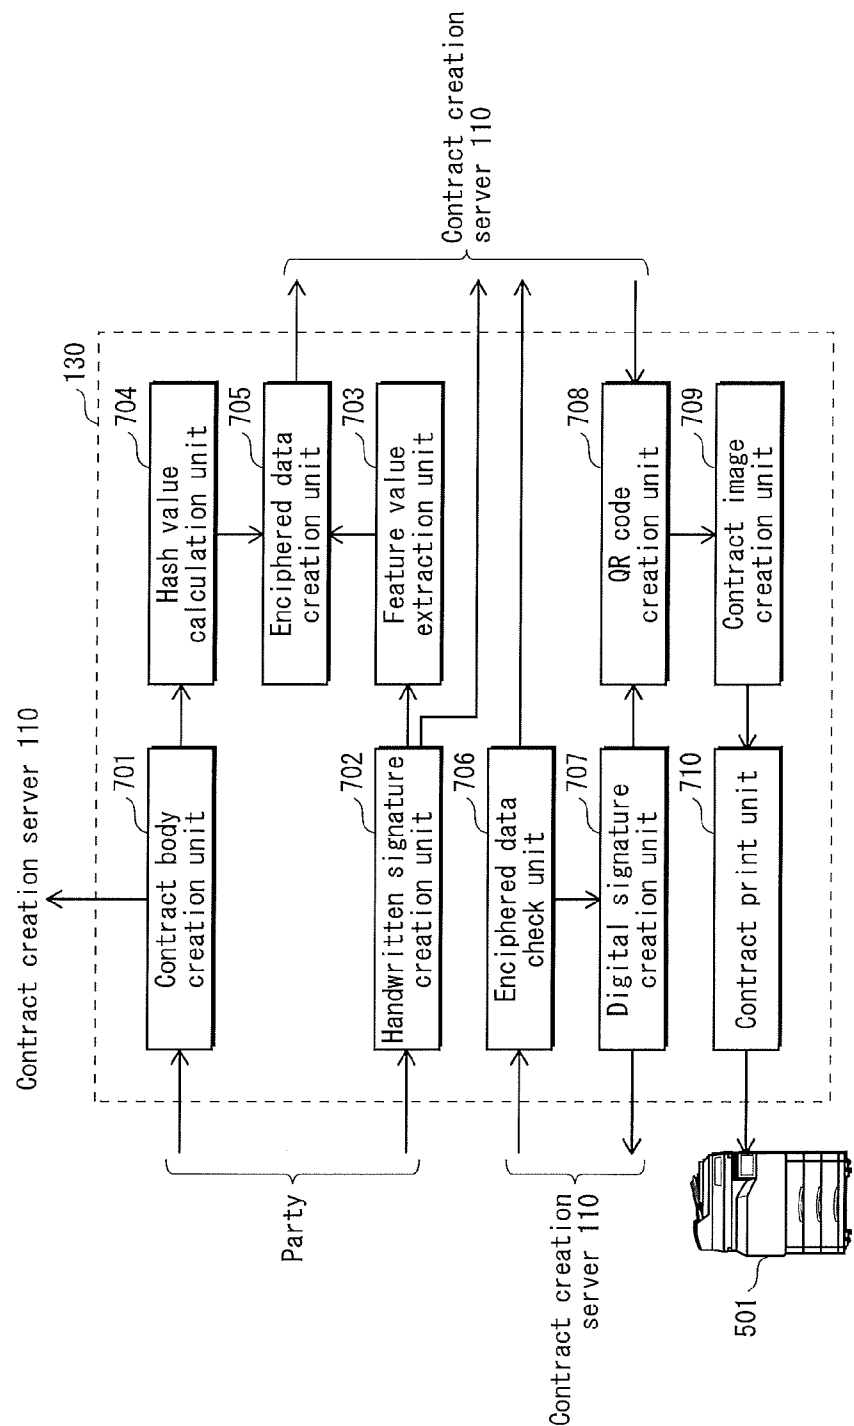 Contract creation server 110
130
701
Contract body
creation unit
704
Hash value
calculation unit
705
Enciphered data
creation unit
Party
702
Handwritten signature
creation unit
703
Feature value
extraction unit
Contract creation
server 110
706
Enciphered data
check unit
Contract creation
server 110
707
Digital signature
creation unit
708
QR code
creation unit
710
Contract print unit
709
Contract image
creation unit
501